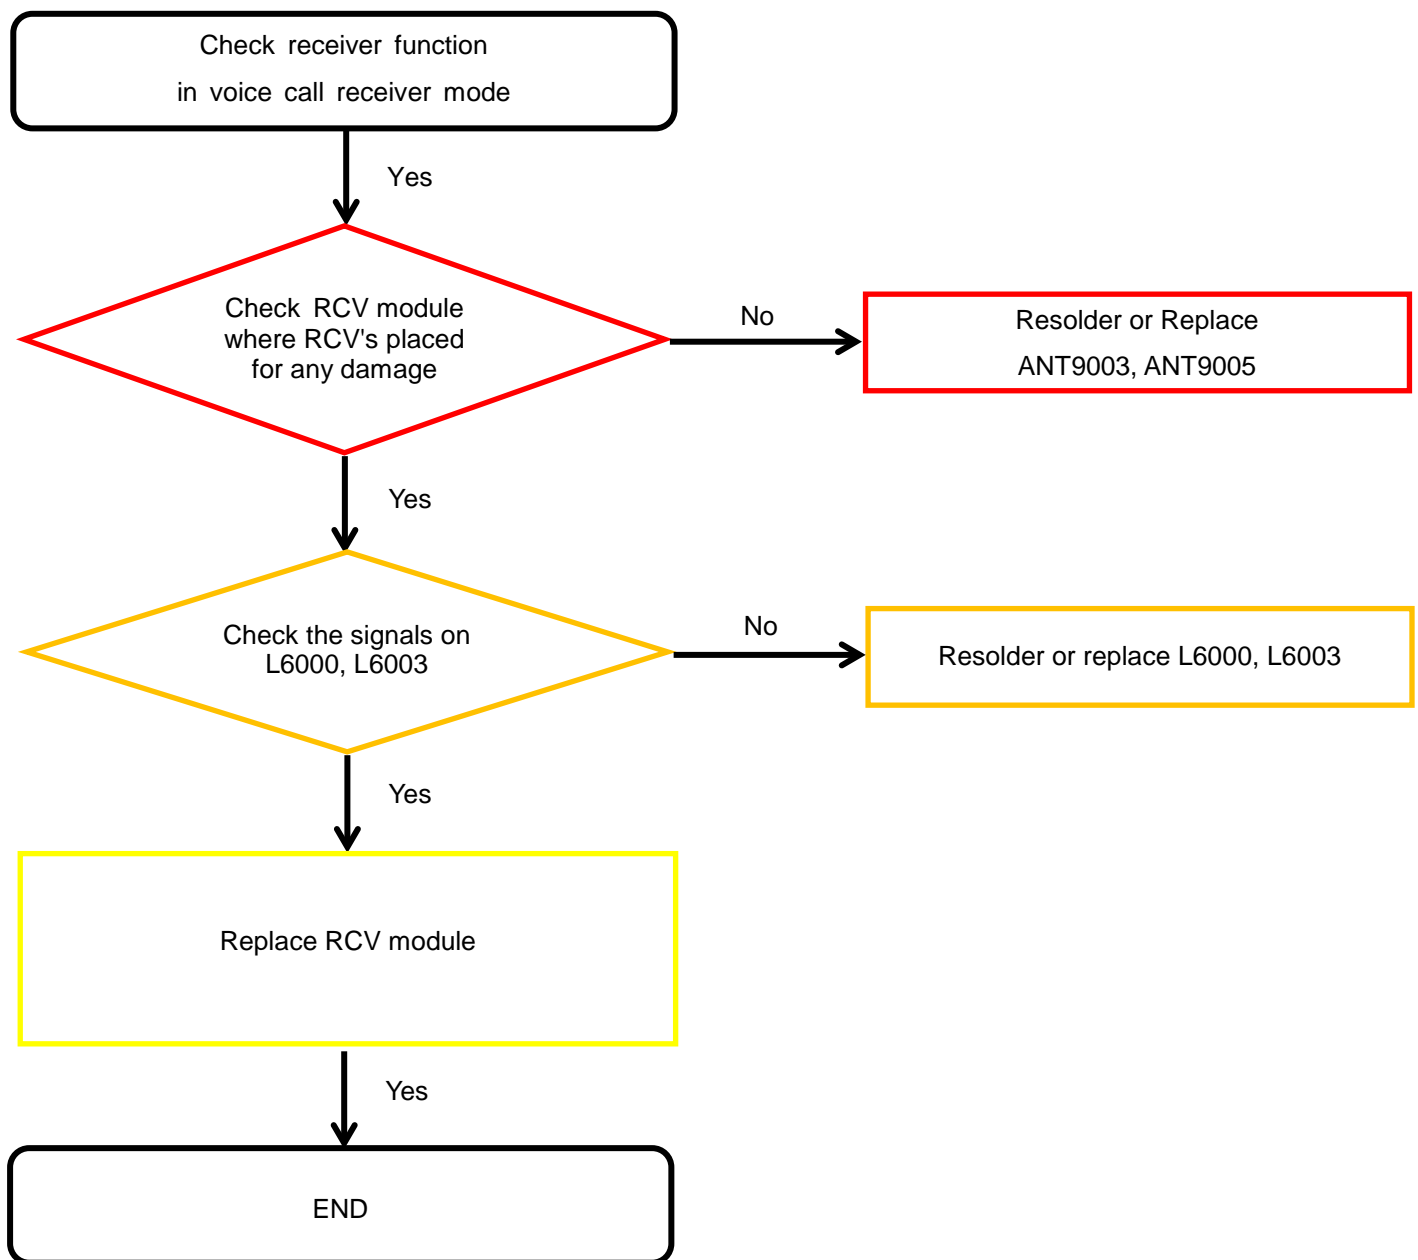 Check receiver function
in voice call receiver mode
Yes
Check RCV module
where RCV's placed
for any damage
No
Resolder or Replace
ANT9003, ANT9005
Yes
Check the signals on
L6000, L6003
No
Resolder or replace L6000, L6003
Yes
Replace RCV module
Yes
END